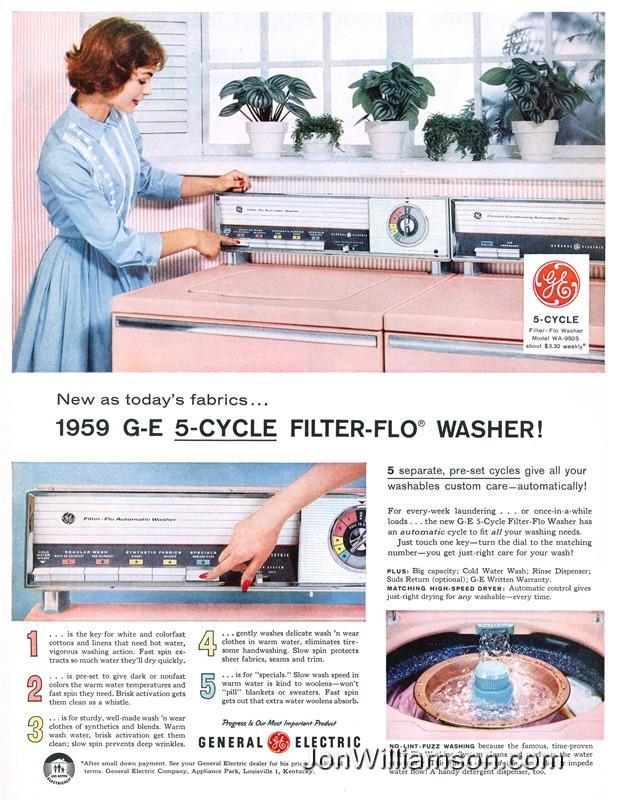 GE
5-CYCLE
Filter-Flo Washer
Model WA-950S
about $3.30 weekly*
New as today's fabrics...
1959 G-E 5-CYCLE FILTER-FLO® WASHER!
Filter-Flo Automatic Washer
REGULAR WASH
SYNTHETIC FABRICS
SPECIALS
5 separate, pre-set cycles give all your
washables custom care—automatically!
For every-week laundering . . . or once-in-a-while
loads . . . the new G-E 5-Cycle Filter-Flo Washer has
an automatic cycle to fit all your washing needs.
Just touch one key—turn the dial to the matching
number—you get just-right care for your wash!
PLUS: Big capacity; Cold Water Wash; Rinse Dispenser;
Suds Return (optional); G-E Written Warranty.
MATCHING HIGH-SPEED DRYER: Automatic control gives
just-right drying for any washable—every time.
1 . . . is the key for white and colorfast
cottons and linens that need hot water,
vigorous washing action. Fast spin ex-
tracts so much water they'll dry quickly.
2 . . . is pre-set to give dark or nonfast
colors the warm water temperatures and
fast spin they need. Brisk activation gets
them clean as a whistle.
3 . . . is for sturdy, well-made wash 'n wear
clothes of synthetics and blends. Warm
wash water, brisk activation get them
clean; slow spin prevents deep wrinkles.
4 . . . gently washes delicate wash 'n wear
clothes in warm water, eliminates tire-
some handwashing. Slow spin protects
sheer fabrics, seams and trim.
5 . . . is for "specials." Slow wash speed in
warm water is kind to woolens—won't
"pill" blankets or sweaters. Fast spin
gets out that extra water woolens absorb.
Progress Is Our Most Important Product
GENERAL GE ELECTRIC
NO-LINT-FUZZ WASHING because the famous, time-proven
impede
water flow! A handy detergent dispenser, too.
*After small down payment. See your General Electric dealer for his
terms. General Electric Company, Appliance Park, Louisville 1, Kentucky.
JonWilliamson.com